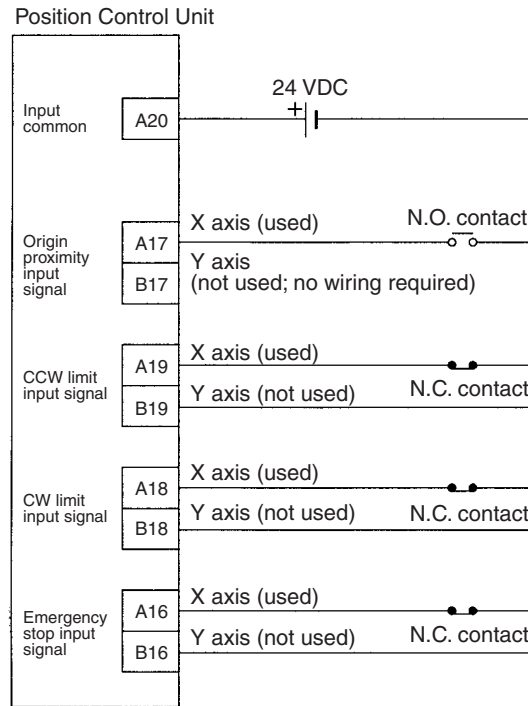 Position Control Unit
24 VDC
+
Input
common
A20
X axis (used)
N.O. contact
Origin
proximity
input
signal
A17
B17
Y axis
(not used; no wiring required)
X axis (used)
CCW limit
input signal
A19
B19
Y axis (not used)
N.C. contact
X axis (used)
CW limit
input signal
A18
B18
Y axis (not used)
N.C. contact
X axis (used)
Emergency
stop input
signal
A16
B16
Y axis (not used)
N.C. contact